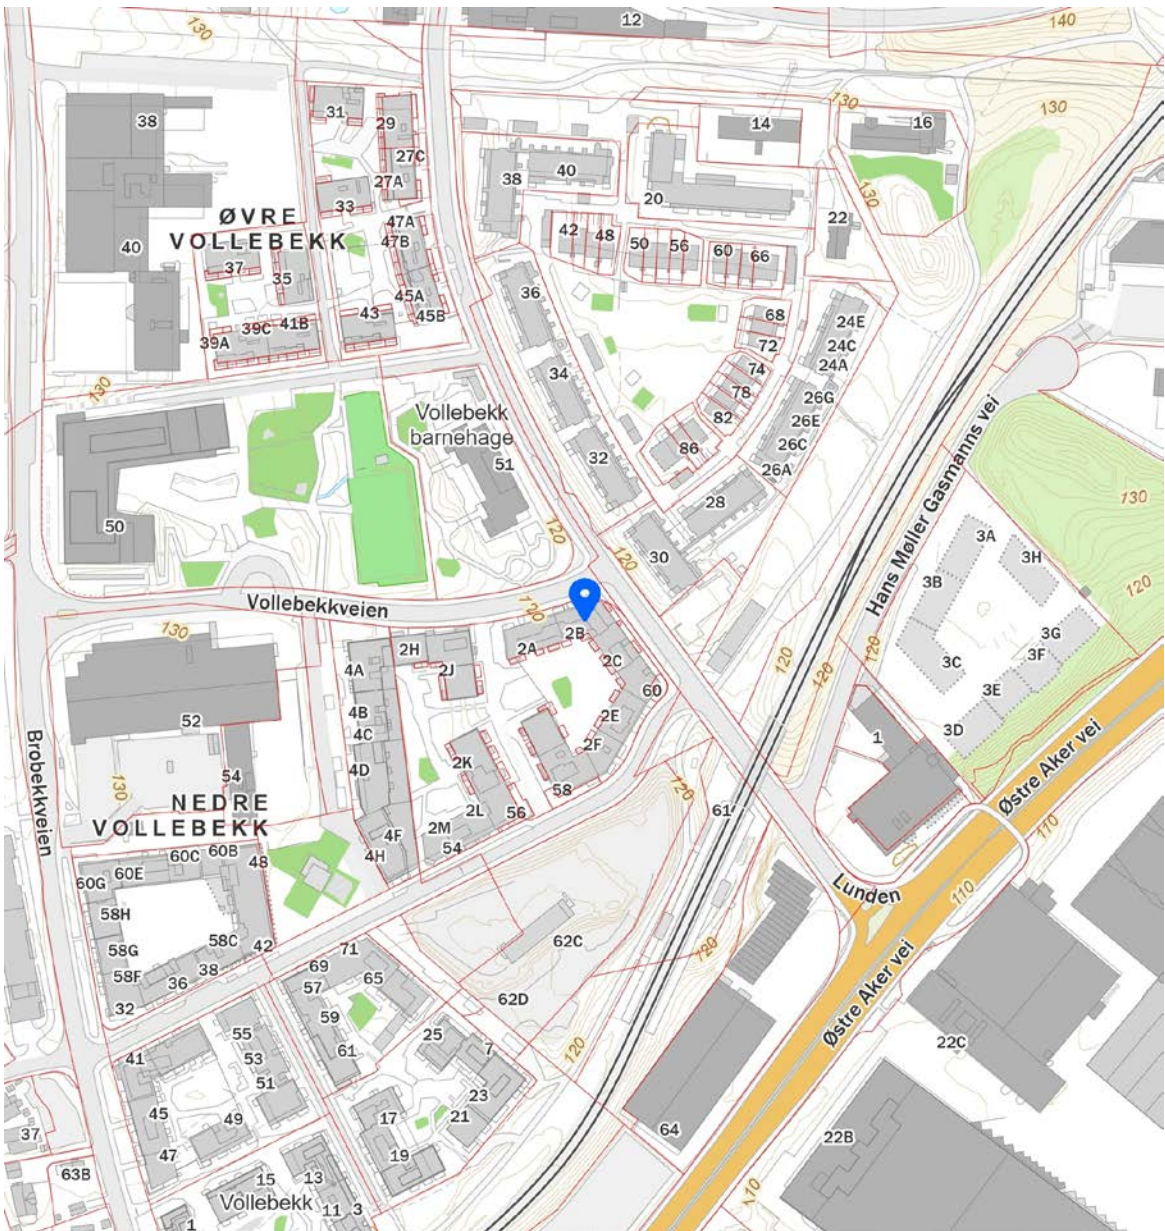 12
130
140
38
31
29
14
130
16
130
27C
27A
38
40
33
20
130
ØVRE
VOLLEBEKK
47A
47B
42
48
50
56
60
66
22
40
37
35
36
45A
45B
43
68
24E
24C
24A
39A
39C
41B
72
34
74
78
82
26G
26E
26C
26A
130
Vollebekk
barnehage
51
32
86
28
Hans Møller Gasmanns vei
130
50
120
120
30
3A
3H
3B
120
Vollebekkveien
130
120
2B
2A
2H
2J
2C
4A
60
3G
3F
3C
3E
3D
120
120
120
52
4B
4C
4D
2E
2F
1
Brobekkveien
130
54
2K
58
120
61
Østre Aker vei
NEDRE
VOLLEBEKK
2L
56
2M
54
4F
4H
110
60C
60B
48
60G
60E
Lunden
110
58H
58G
58F
58C
42
38
36
32
71
69
65
57
59
61
62C
62D
120
Østre Aker vei
120
55
53
51
41
45
49
47
25
7
23
21
17
19
22C
64
22B
37
63B
15
13
Vollebekk
11
3
1
110